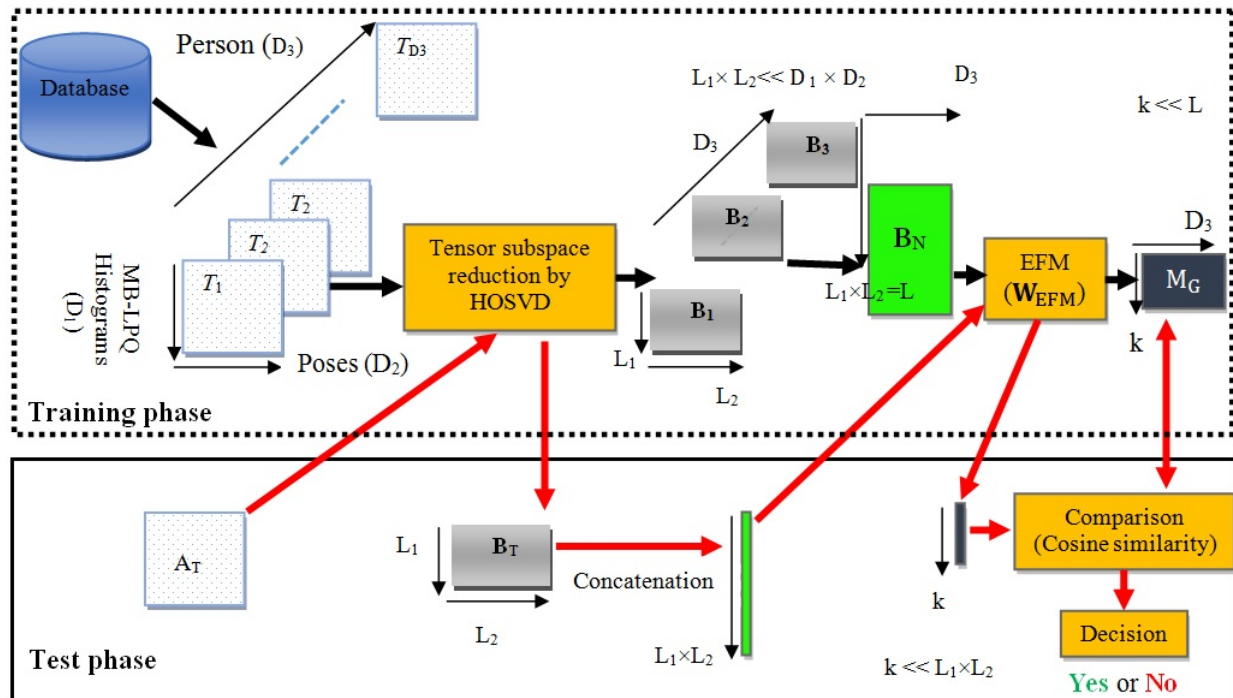 Database
Person (D3)
TD3
T2
T2
T1
MB-LPQ
Histograms
(D1)
Poses (D2)
Training phase
Tensor subspace
reduction by
HOSVD
L1× L2<< D1 × D2
D3
D3
B3
B2
B1
L1
L2
BN
L1×L2=L
k << L
EFM
(WEFM)
D3
MG
k
AT
Test phase
L1
BT
L2
Concatenation
L1×L2
k
k << L1×L2
Comparison
(Cosine similarity)
Decision
Yes or No